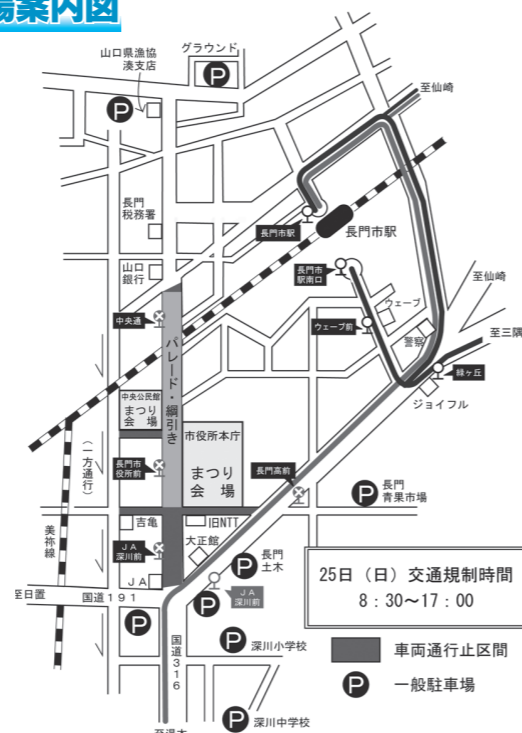 場案内図
グラウンド
山口県漁協
湊支店
P
P
至仙崎
長門
税務署
長門市駅
長門市駅
山口
銀行
長門市
駅南口
至仙崎
中央通
ウェーブ
ウェーブ前
警察
至三隅
緑ヶ丘
ジョイフル
パレード・綱引き
中央公民館
まつり
会場
市役所本庁
まつり
会場
(一方通行)
長門市
役所前
長門高前
P
長門
青果市場
美祢線
吉亀
旧NTT
大正館
JA
深川前
JA
P
長門
土木
JA
深川前
P
至日置
国道191
国道316
P
P
深川小学校
P
深川中学校
至湯本
25日(日)交通規制時間
8:30~17:00
車両通行止区間
P
一般駐車場